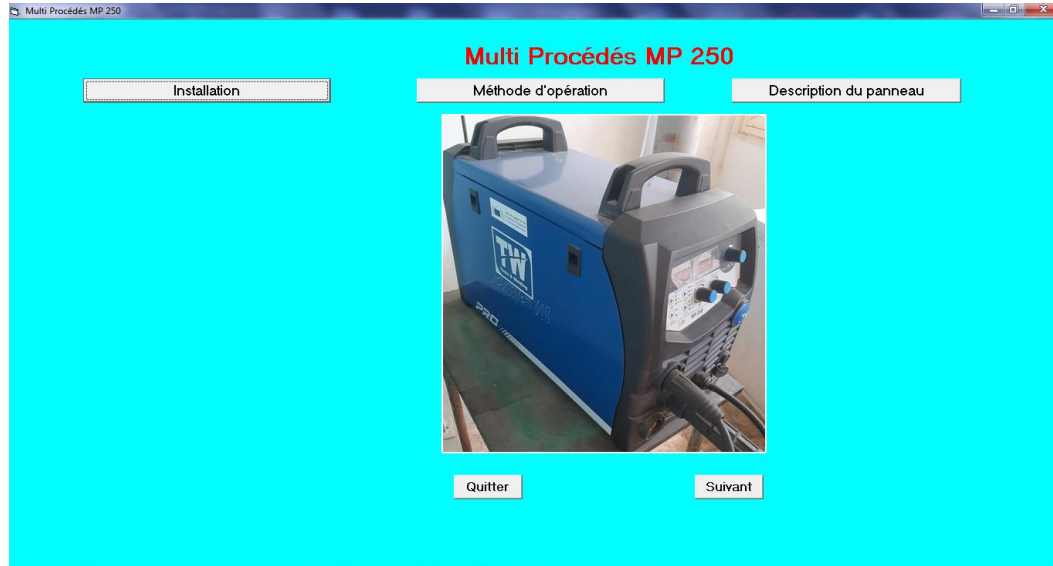 Multi Procédés MP 250
Multi Procédés MP 250
Installation
Méthode d'opération
Description du panneau
TW
PRO
Quitter
Suivant